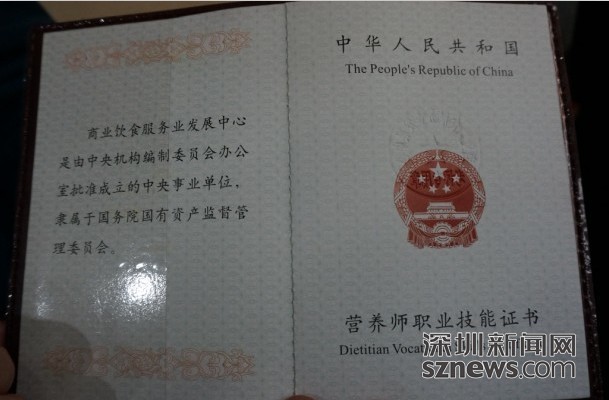 商业饮食服务业发展中心
是由中央机构编制委员会办公
室批准成立的中央事业单位，
隶属于国务院国有资产监督管
理委员会。
中华人民共和国
The People's Republic of China
营养师职业技能证书
Dietitian
深圳新闻网
sznews.com